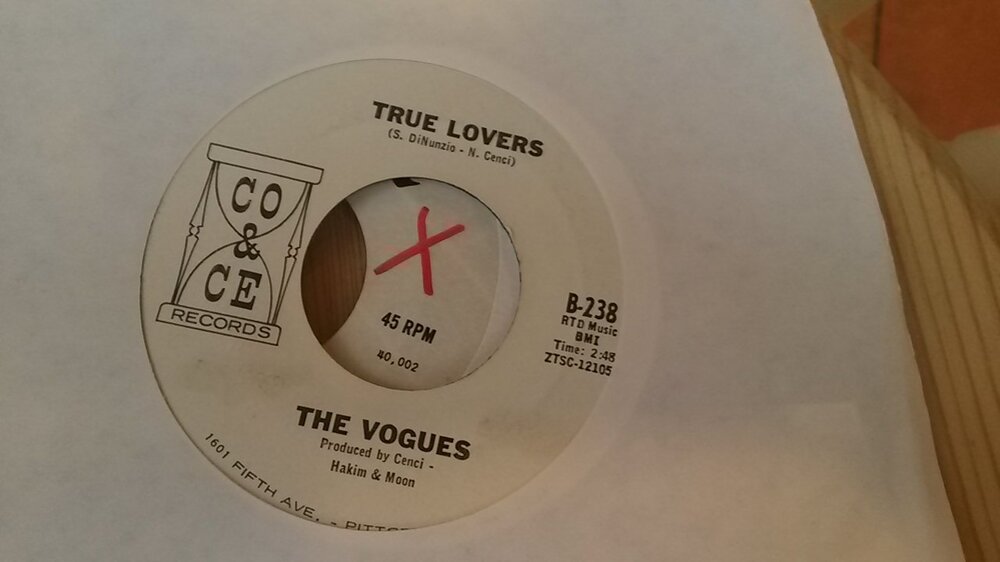 TRUE LOVERS
(S. DiNunzio - N. Cenci)
CO
&
CE
RECORDS
X
45 RPM
40,002
B-238
RTD Music
BMI
Time: 2:48
ZTSC-12105
THE VOGUES
Produced by Cenci -
Hakim & Moon
1601 FIFTH AVE. -